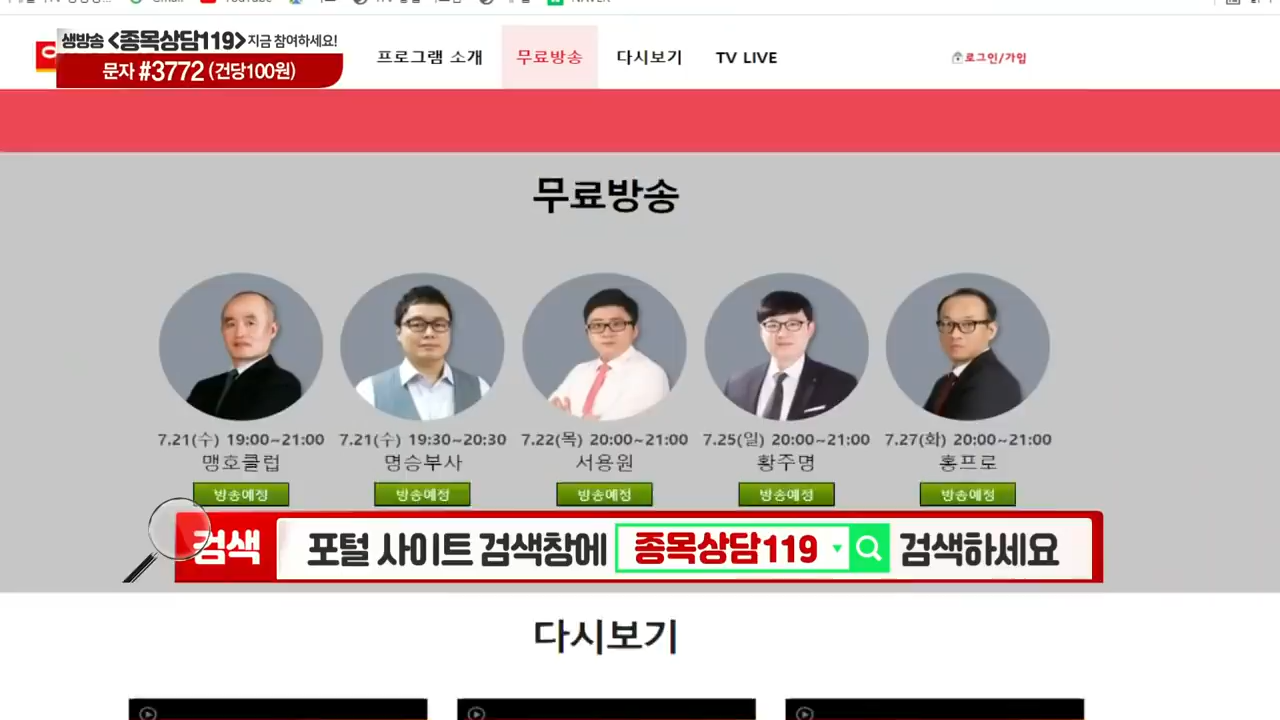 생방송 <종목상담119> 지금 참여하세요!
문자 #3772 (건당100원)
프로그램 소개 무료방송 다시보기 TV LIVE
로그인/가입
무료방송
7.21(수) 19:00~21:00 7.21(수) 19:30~20:30 7.22(목) 20:00~21:00 7.25(일) 20:00~21:00 7.27(화) 20:00~21:00
맹호클럽 명승부사 서용원 황주명 홍프로
방송예정 방송예정 방송예정 방송예정 방송예정
검색 포털 사이트 검색창에 종목상담119 검색하세요
다시보기